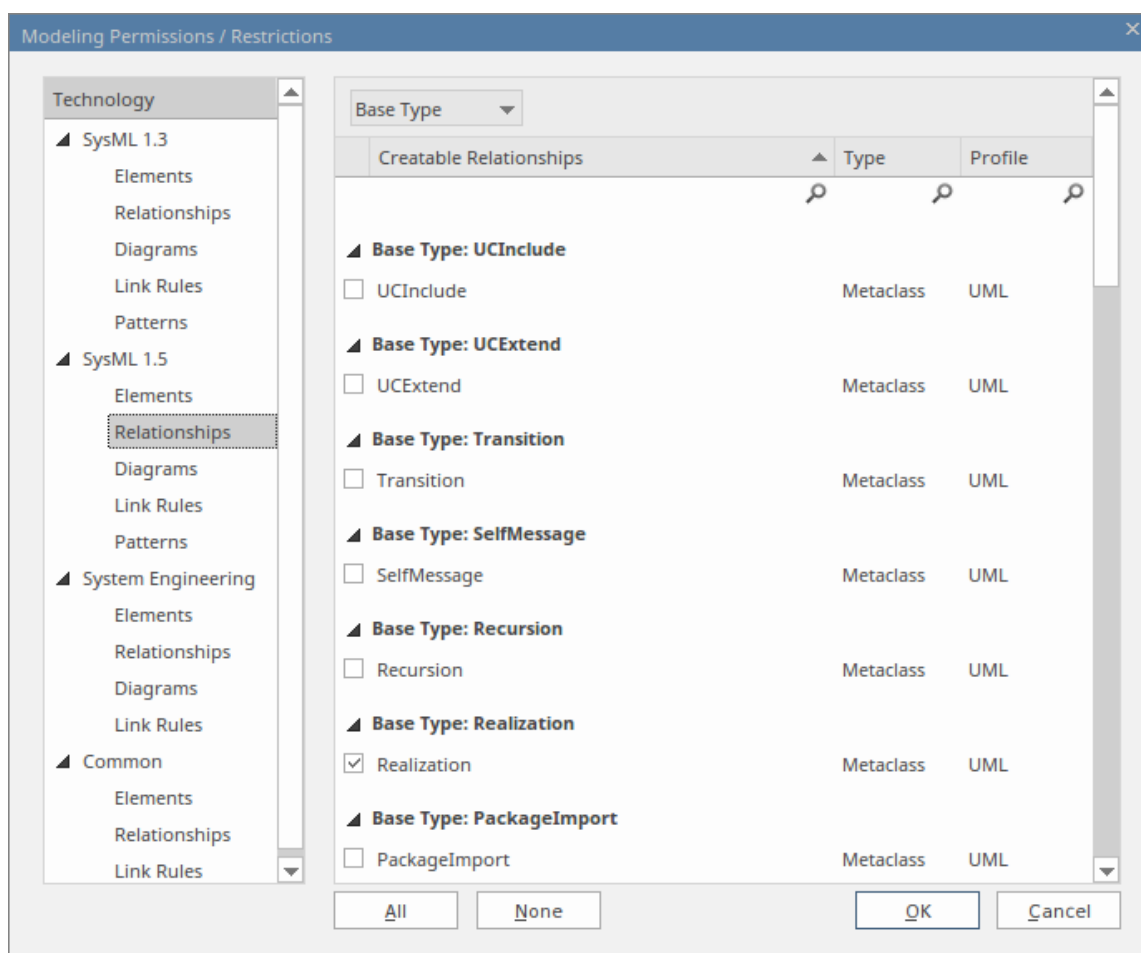 Modeling Permissions / Restrictions
Technology
SysML 1.3
Elements
Relationships
Diagrams
Link Rules
Patterns
SysML 1.5
Elements
Relationships
Diagrams
Link Rules
Patterns
System Engineering
Elements
Relationships
Diagrams
Link Rules
Common
Elements
Relationships
Link Rules
Base Type
Creatable Relationships Type Profile
Base Type: UCInclude
UCInclude Metaclass UML
Base Type: UCExtend
UCExtend Metaclass UML
Base Type: Transition
Transition Metaclass UML
Base Type: SelfMessage
SelfMessage Metaclass UML
Base Type: Recursion
Recursion Metaclass UML
Base Type: Realization
Realization Metaclass UML
Base Type: PackageImport
PackageImport Metaclass UML
All None OK Cancel